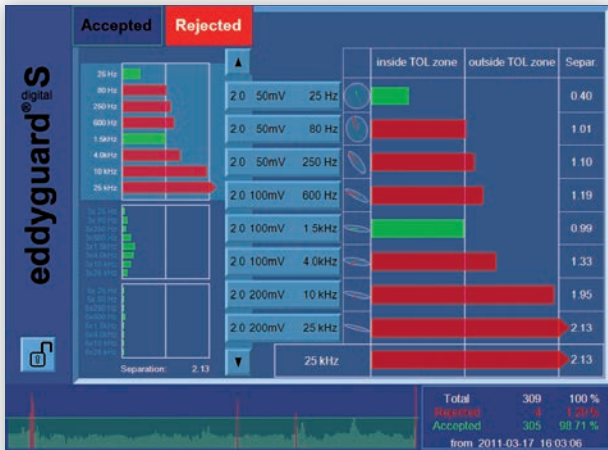 eddyguard®S
digital
Accepted
Rejected
26 Hz
80 Hz
250 Hz
600 Hz
1.5kHz
4.0kHz
10 kHz
25 kHz
Separation: 2.13
inside TOL zone outside TOL zone Separ.
2.0 50mV 25 Hz 0.40
2.0 50mV 80 Hz 1.01
2.0 50mV 250 Hz 1.10
2.0 100mV 600 Hz 1.19
2.0 100mV 1.5kHz 0.99
2.0 100mV 4.0kHz 1.33
2.0 200mV 10 kHz 1.95
2.0 200mV 25 kHz 2.13
25 kHz 2.13
Total 309 100 %
Rejected 4 1.29 %
Accepted 305 98.71 %
from 2011-03-17 16:03:06